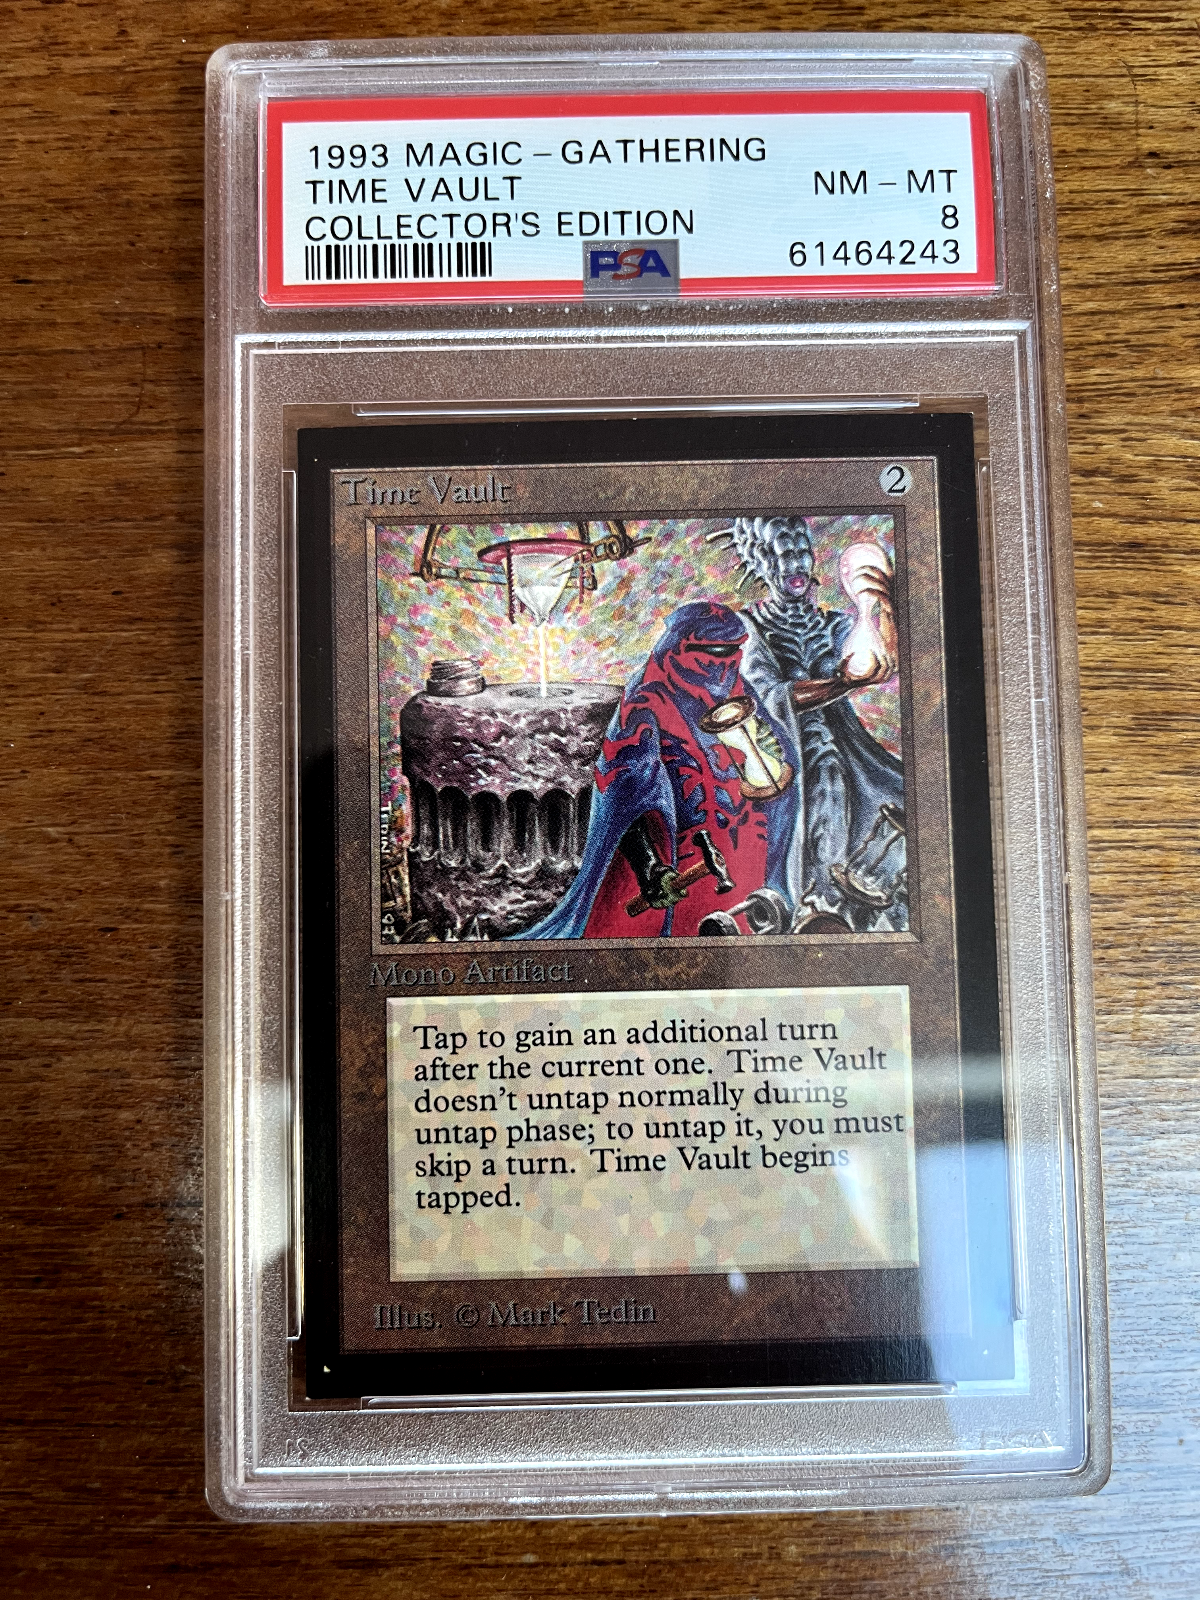 1993 MAGIC – GATHERING
TIME VAULT
NM – MT
COLLECTOR'S EDITION
8
PSA
61464243
Time Vault
2
TEDIN
Mono Artifact
Tap to gain an additional turn
after the current one. Time Vault
doesn't untap normally during
untap phase; to untap it, you must
skip a turn. Time Vault begins
tapped.
Illus. © Mark Tedin